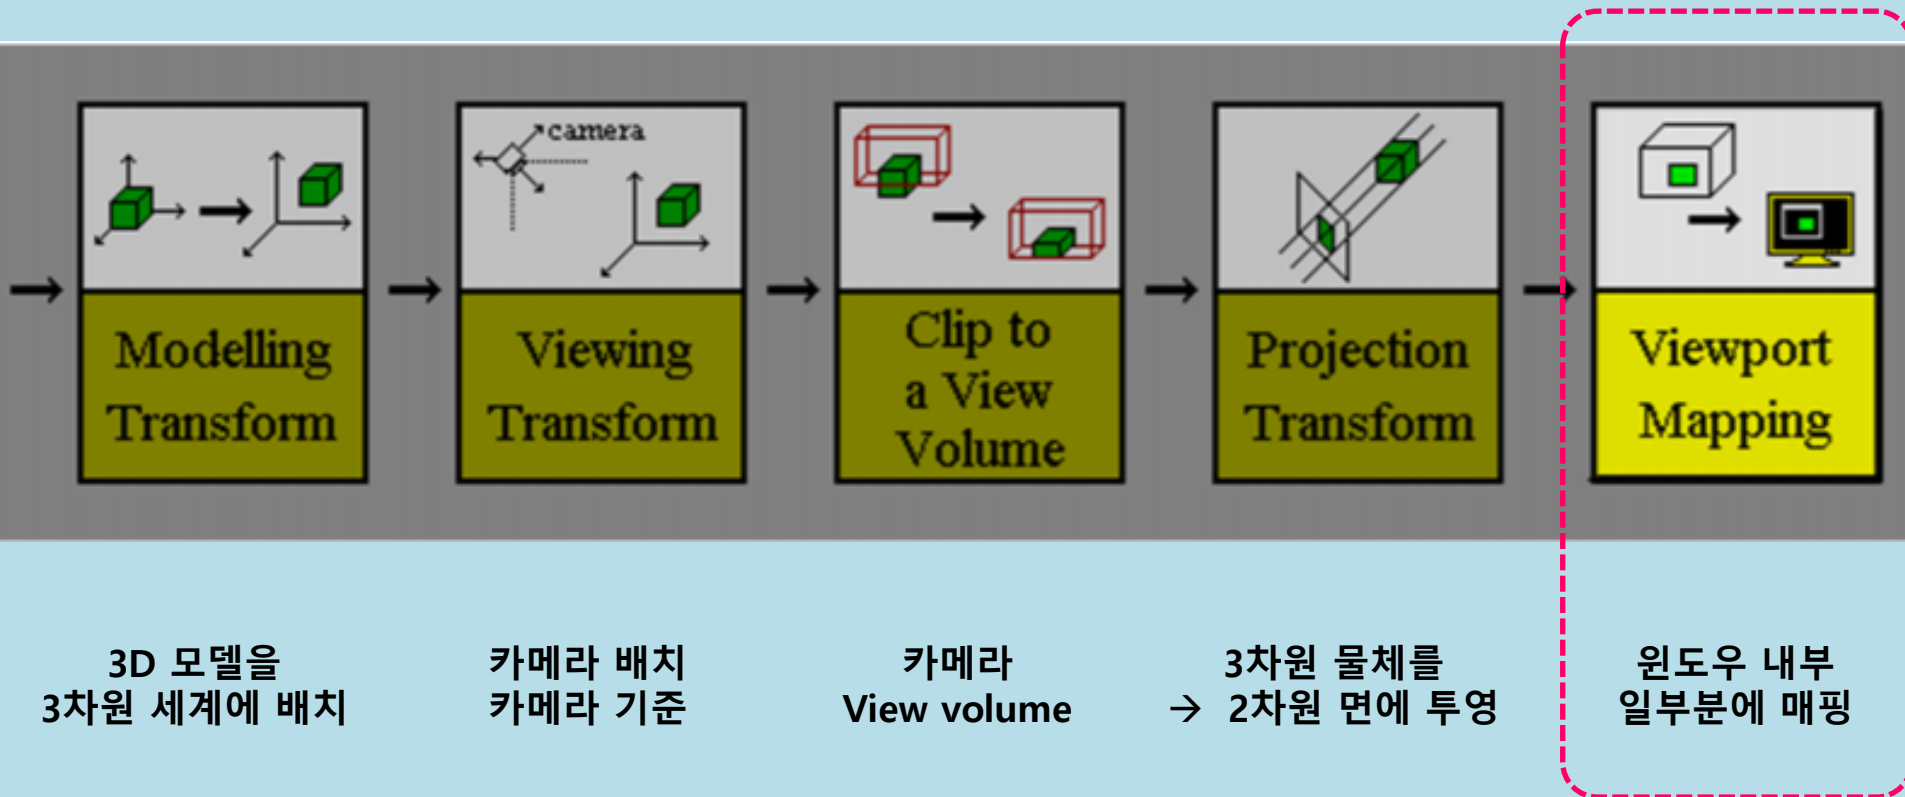 camera
Modelling
Transform
Viewing
Transform
Clip to
a View
Volume
Projection
Transform
Viewport
Mapping
3D 모델을
3차원 세계에 배치
카메라 배치
카메라 기준
카메라
View volume
3차원 물체를
→ 2차원 면에 투영
윈도우 내부
일부분에 매핑